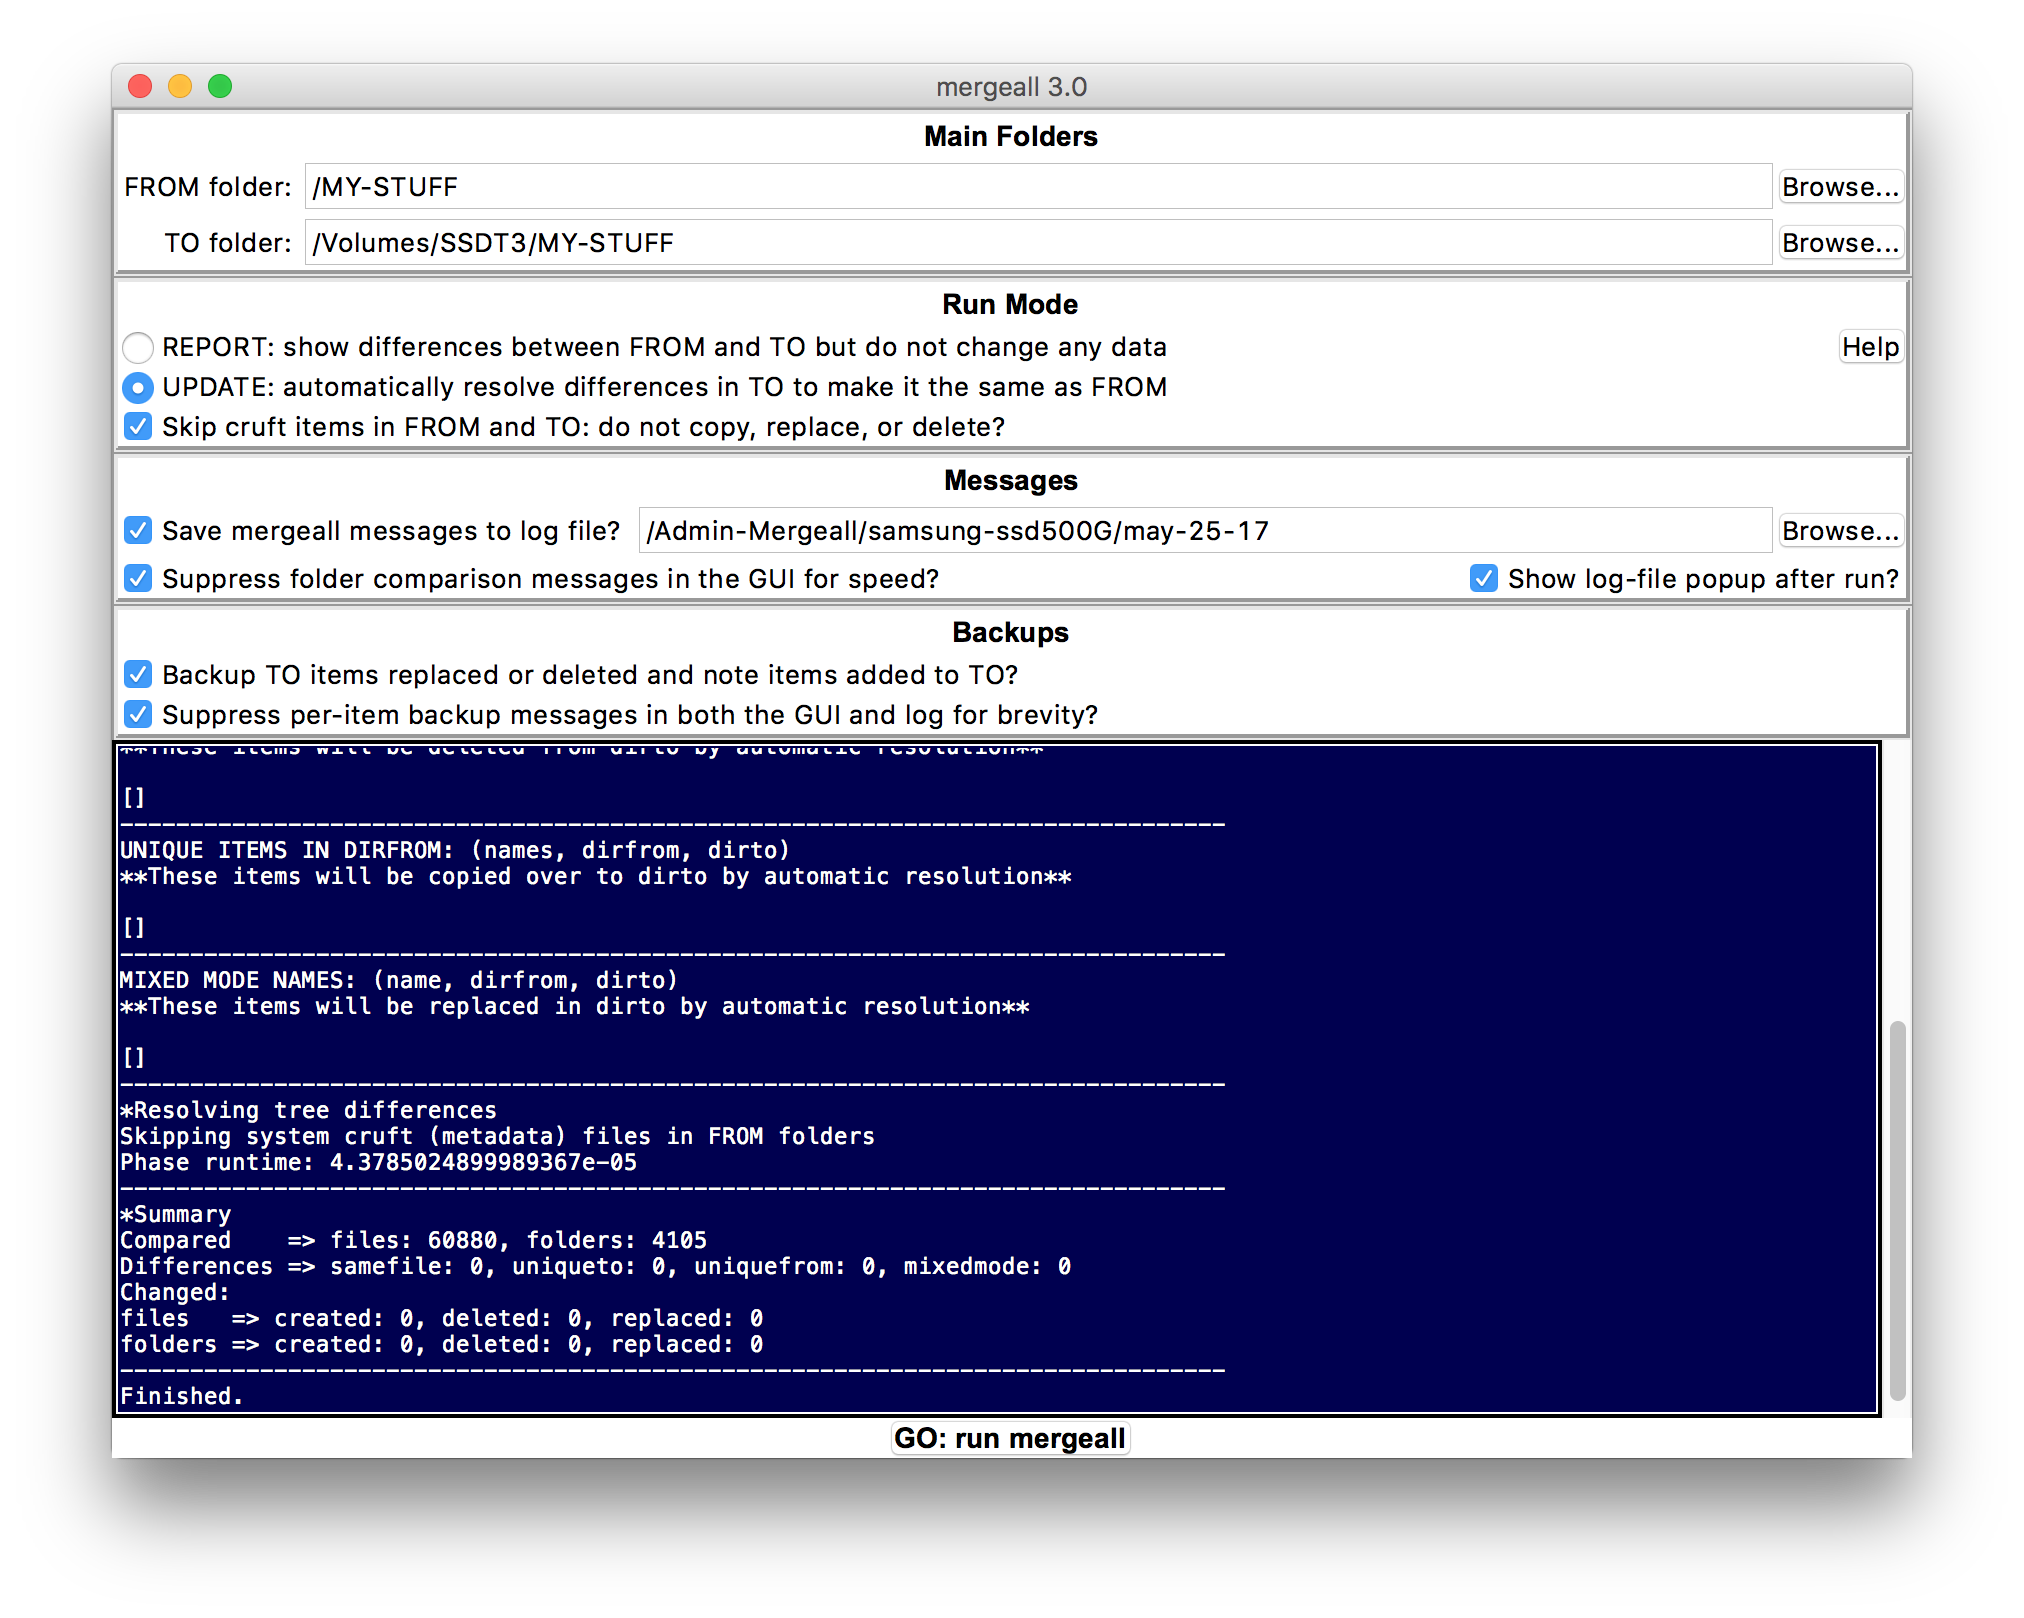 mergeall 3.0
Main Folders
FROM folder: /MY-STUFF Browse...
TO folder: /Volumes/SSDT3/MY-STUFF Browse...
Run Mode
REPORT: show differences between FROM and TO but do not change any data Help
UPDATE: automatically resolve differences in TO to make it the same as FROM
Skip cruft items in FROM and TO: do not copy, replace, or delete?
Messages
Save mergeall messages to log file? /Admin-Mergeall/samsung-ssd500G/may-25-17 Browse...
Suppress folder comparison messages in the GUI for speed? Show log-file popup after run?
Backups
Backup TO items replaced or deleted and note items added to TO?
Suppress per-item backup messages in both the GUI and log for brevity?
**These items will be deleted from dirto by automatic resolution**
[]
-------------------------------------------------------------------------------
UNIQUE ITEMS IN DIRFROM: (names, dirfrom, dirto)
**These items will be copied over to dirto by automatic resolution**
[]
-------------------------------------------------------------------------------
MIXED MODE NAMES: (name, dirfrom, dirto)
**These items will be replaced in dirto by automatic resolution**
[]
-------------------------------------------------------------------------------
*Resolving tree differences
Skipping system cruft (metadata) files in FROM folders
Phase runtime: 4.3785024899989367e-05
-------------------------------------------------------------------------------
*Summary
Compared    => files: 60880, folders: 4105
Differences => samefile: 0, uniqueto: 0, uniquefrom: 0, mixedmode: 0
Changed:
files   => created: 0, deleted: 0, replaced: 0
folders => created: 0, deleted: 0, replaced: 0
-------------------------------------------------------------------------------
Finished.
GO: run mergeall